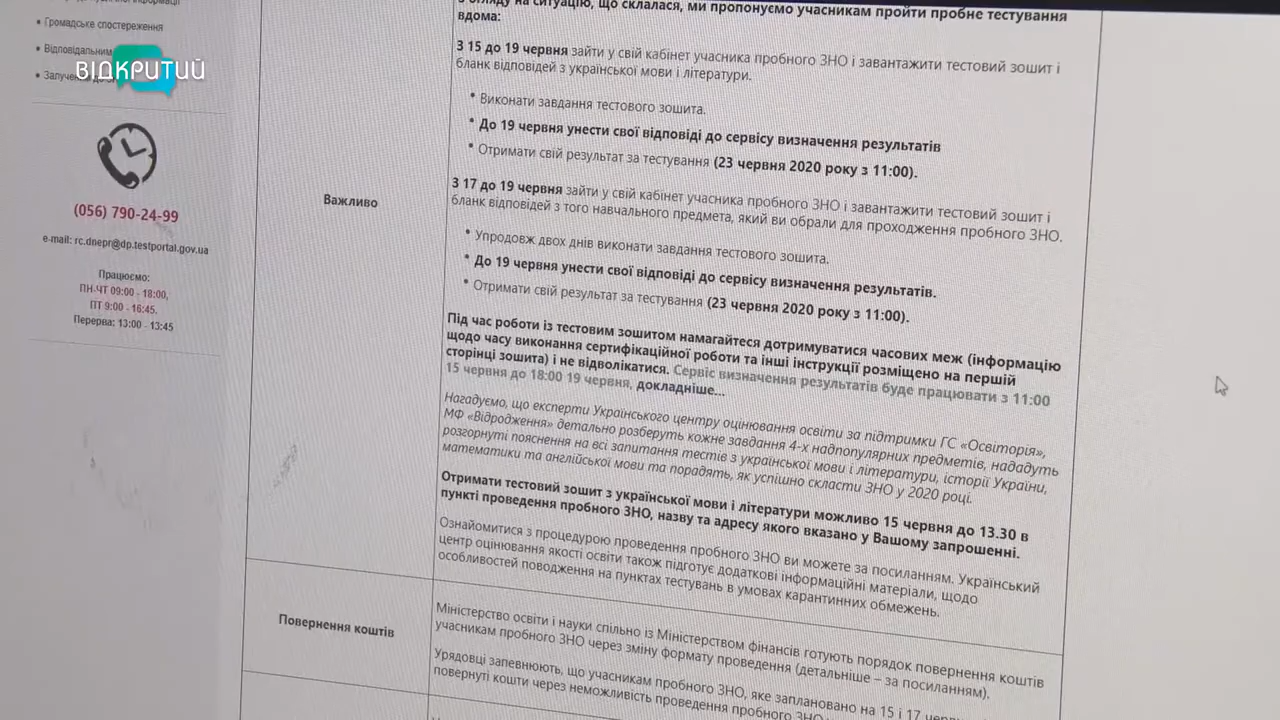 Громадське спостереження
Відповідальним
ВІДКРИТИЙ
(056) 790-24-99
e-mail: rc.dnepr@dp.testportal.gov.ua
Працюємо:
ПН-ЧТ 09:00 - 18:00,
ПТ 9:00 - 16:45.
Перерва: 13:00 - 13:45
Важливо
З огляду на ситуацію, що склалася, ми пропонуємо учасникам пройти пробне тестування
вдома:
З 15 до 19 червня зайти у свій кабінет учасника пробного ЗНО і завантажити тестовий зошит і
бланк відповідей з української мови і літератури.
• Виконати завдання тестового зошита.
• До 19 червня унести свої відповіді до сервісу визначення результатів
• Отримати свій результат за тестування (23 червня 2020 року з 11:00).
З 17 до 19 червня зайти у свій кабінет учасника пробного ЗНО і завантажити тестовий зошит і
бланк відповідей з того навчального предмета, який ви обрали для проходження пробного ЗНО.
• Упродовж двох днів виконати завдання тестового зошита.
• До 19 червня унести свої відповіді до сервісу визначення результатів.
• Отримати свій результат за тестування (23 червня 2020 року з 11:00).
Під час роботи із тестовим зошитом намагайтеся дотримуватися часових меж (інформацію
щодо часу виконання сертифікаційної роботи та інші інструкції розміщено на першій
сторінці зошита) і не відволікатися. Сервіс визначення результатів буде працювати з 11:00
15 червня до 18:00 19 червня, докладніше...
Нагадуємо, що експерти Українського центру оцінювання освіти за підтримки ГС «Освіторія»,
МФ «Відродження» детально розберуть кожне завдання 4-х надпопулярних предметів, нададуть
розгорнуті пояснення на всі запитання тестів з української мови і літератури, історії України,
математики та англійської мови та порадять, як успішно скласти ЗНО у 2020 році.
Отримати тестовий зошит з української мови і літератури можливо 15 червня до 13.30 в
пункті проведення пробного ЗНО, назву та адресу якого вказано у Вашому запрошенні.
Ознайомитися з процедурою проведення пробного ЗНО ви можете за посиланням. Український
центр оцінювання якості освіти також підготує додаткові інформаційні матеріали, щодо
особливостей поводження на пунктах тестувань в умовах карантинних обмежень.
Повернення коштів
Міністерство освіти і науки спільно із Міністерством фінансів готують порядок повернення коштів
учасникам пробного ЗНО через зміну формату проведення (детальніше – за посиланням).
Урядовці запевнюють, що учасникам пробного ЗНО, яке заплановано на 15 і 17
повернуті кошти через неможливість проведення пробного ЗНО